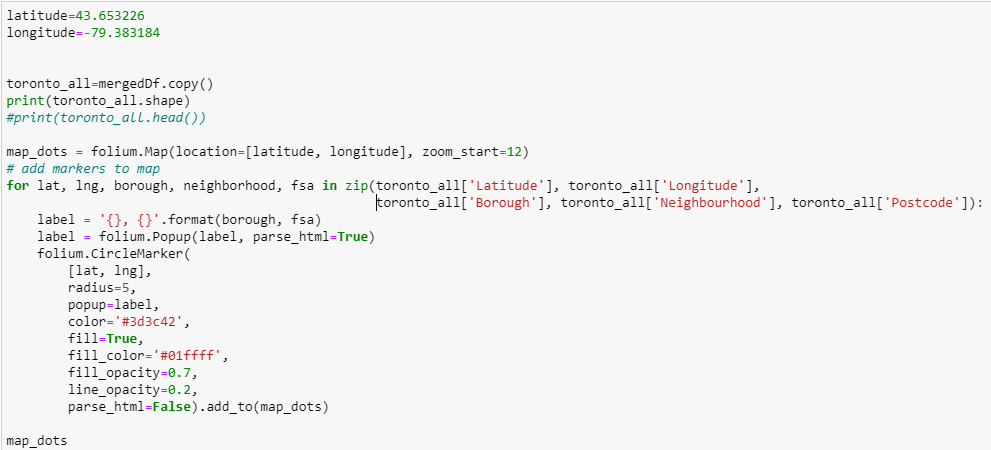 latitude=43.653226
longitude=-79.383184
toronto_all=mergedDf.copy()
print(toronto_all.shape)
#print(toronto_all.head())
map_dots = folium.Map(location=[latitude, longitude], zoom_start=12)
# add markers to map
for lat, lng, borough, neighborhood, fsa in zip(toronto_all['Latitude'], toronto_all['Longitude'],
toronto_all['Borough'], toronto_all['Neighbourhood'], toronto_all['Postcode']):
label = '{}, {}'.format(borough, fsa)
label = folium.Popup(label, parse_html=True)
folium.CircleMarker(
[lat, lng],
radius=5,
popup=label,
color='#3d3c42',
fill=True,
fill_color='#01ffff',
fill_opacity=0.7,
line_opacity=0.2,
parse_html=False).add_to(map_dots)
map_dots